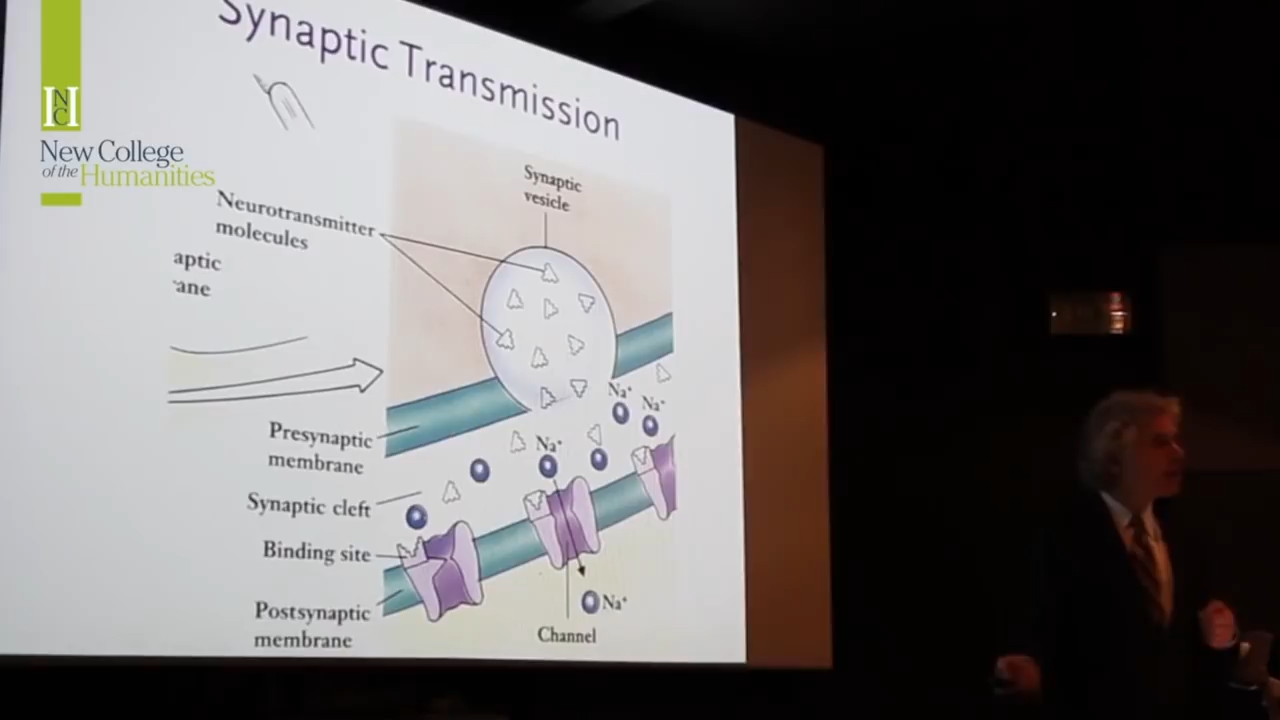 Synaptic Transmission
NC
H
New College
of the Humanities
Synaptic
vesicle
Neurotransmitter
molecules
aptic
ane
Na+
Na+
Presynaptic
membrane
Na+
Synaptic cleft
Binding site
Postsynaptic
membrane
Na+
Channel